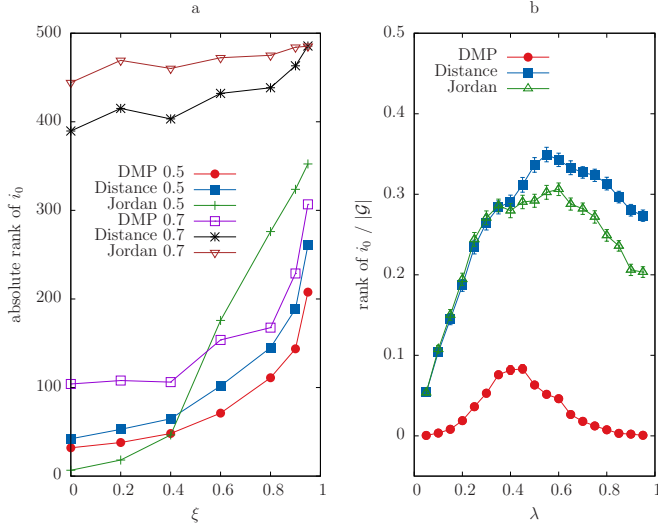 a
absolute rank of i₀
500
400
300
200
100
0
DMP 0.5
Distance 0.5
Jordan 0.5
DMP 0.7
Distance 0.7
Jordan 0.7
0 0.2 0.4 0.6 0.8 1
ξ
b
rank of i₀ / |𝒢|
0.5
0.4
0.3
0.2
0.1
0
DMP
Distance
Jordan
0 0.2 0.4 0.6 0.8 1
λ